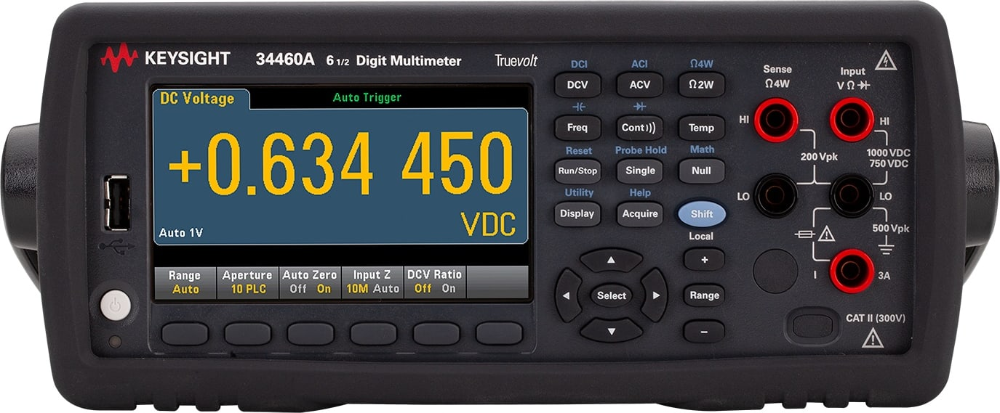 KEYSIGHT 34460A 6 1/2 Digit Multimeter Truevolt
DC Voltage Auto Trigger
+0.634 450
VDC
Auto 1V
Range Aperture Auto Zero Input Z DCV Ratio
Auto 10 PLC Off On 10M Auto Off On
DCI ACI Ω4W
DCV ACV Ω2W
Freq Cont Temp
Reset Probe Hold Math
Run/Stop Single Null
Utility Help
Display Acquire Shift
Local
+
Select Range
−
Sense
Ω4W
Input
V Ω
HI HI
200 Vpk
1000 VDC
750 VDC
LO LO
500 Vpk
I 3A
CAT II (300V)